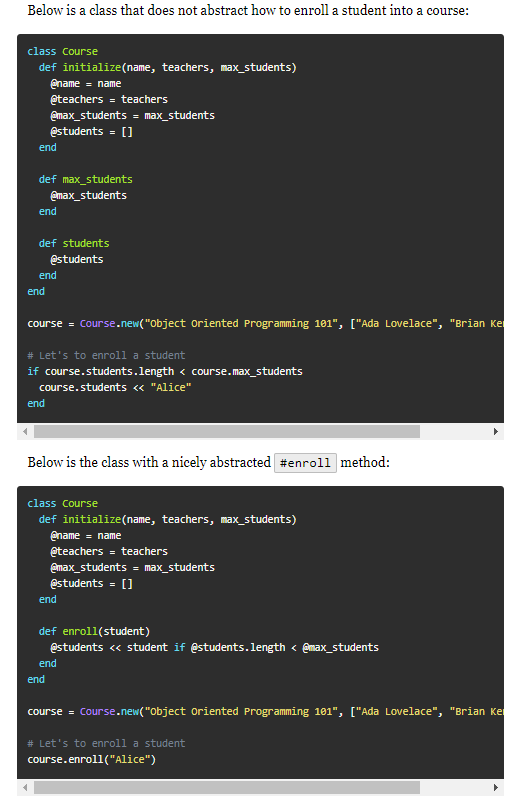 Below is a class that does not abstract how to enroll a student into a course:
class Course
  def initialize(name, teachers, max_students)
    @name = name
    @teachers = teachers
    @max_students = max_students
    @students = []
  end

  def max_students
    @max_students
  end

  def students
    @students
  end
end

course = Course.new("Object Oriented Programming 101", ["Ada Lovelace", "Brian

# Let's to enroll a student
if course.students.length < course.max_students
  course.students << "Alice"
end
Below is the class with a nicely abstracted #enroll method:
class Course
  def initialize(name, teachers, max_students)
    @name = name
    @teachers = teachers
    @max_students = max_students
    @students = []
  end

  def enroll(student)
    @students << student if @students.length < @max_students
  end
end

course = Course.new("Object Oriented Programming 101", ["Ada Lovelace", "Brian

# Let's to enroll a student
course.enroll("Alice")